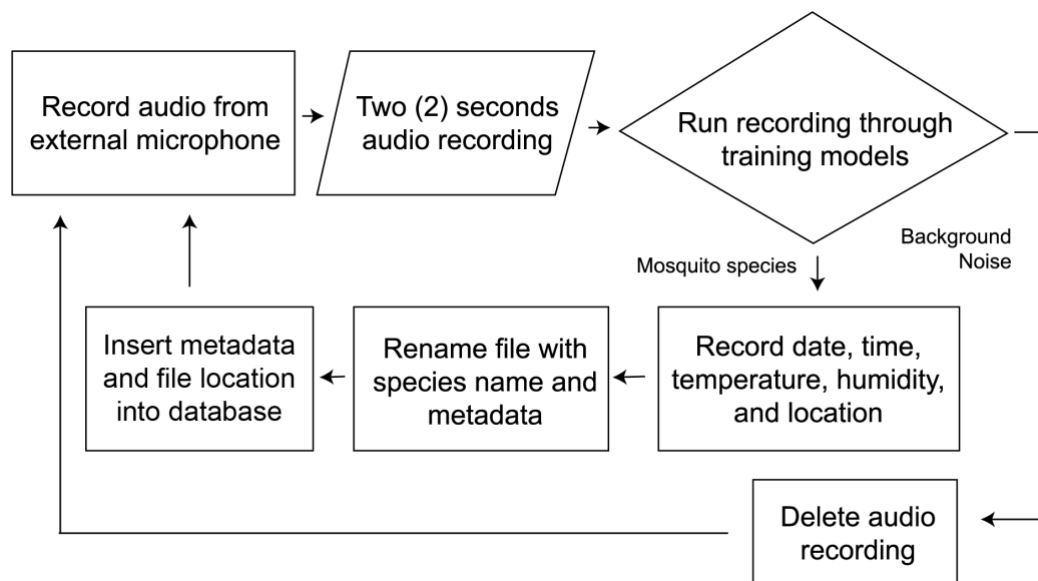 Record audio from
external microphone
Two (2) seconds
audio recording
Run recording through
training models
Background
Noise
Mosquito species
Insert metadata
and file location
into database
Rename file with
species name and
metadata
Record date, time,
temperature, humidity,
and location
Delete audio
recording